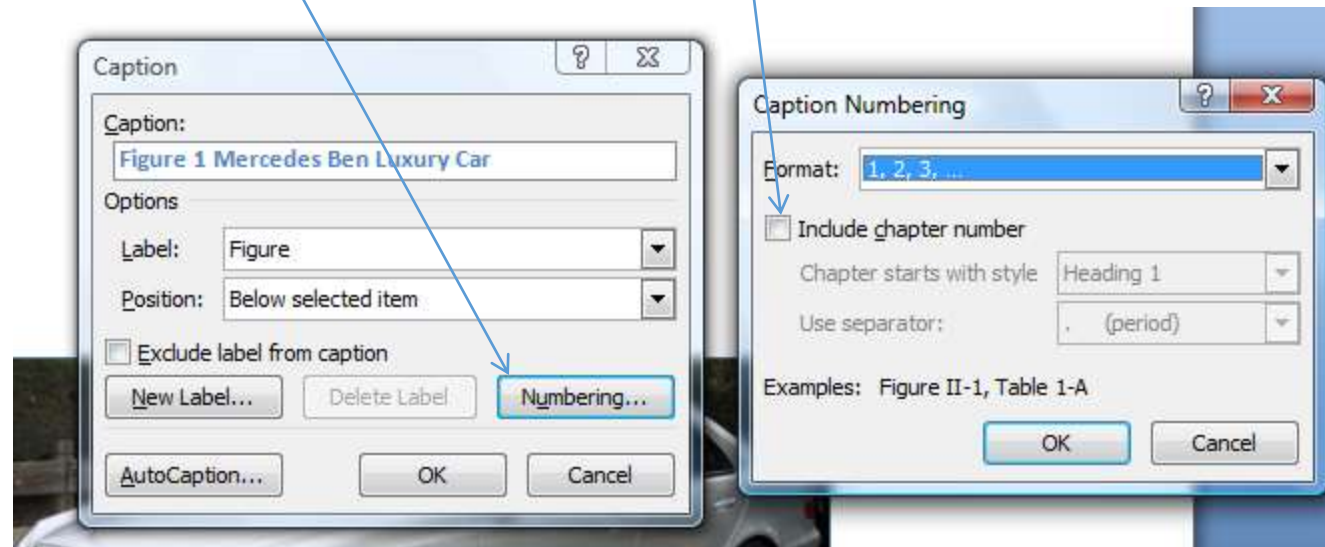 Caption
Caption:
Figure 1 Mercedes Ben Luxury Car
Options
Label: Figure
Position: Below selected item
Exclude label from caption
New Label... Delete Label Numbering...
AutoCaption... OK Cancel
Caption Numbering
Format: 1, 2, 3, ...
Include chapter number
Chapter starts with style Heading 1
Use separator: . (period)
Examples: Figure II-1, Table 1-A
OK Cancel